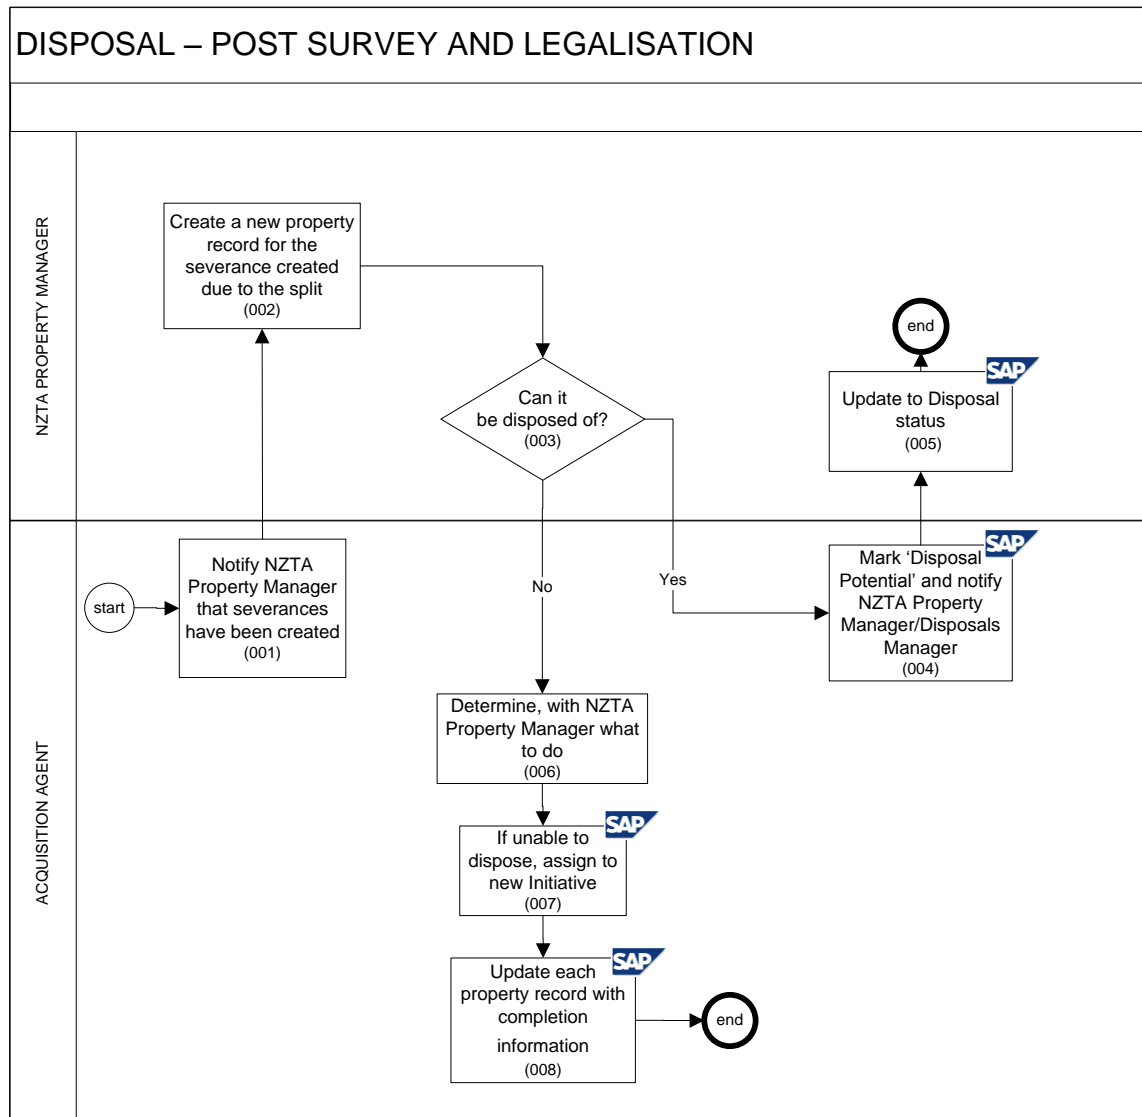 DISPOSAL – POST SURVEY AND LEGALISATION
NZTA PROPERTY MANAGER
Create a new property
record for the
severance created
due to the split
(002)
Can it
be disposed of?
(003)
end
SAP
Update to Disposal
status
(005)
ACQUISITION AGENT
start
Notify NZTA
Property Manager
that severances
have been created
(001)
No
Yes
SAP
Mark ‘Disposal
Potential’ and notify
NZTA Property
Manager/Disposals
Manager
(004)
Determine, with NZTA
Property Manager what
to do
(006)
SAP
If unable to
dispose, assign to
new Initiative
(007)
SAP
Update each
property record with
completion
information
(008)
end